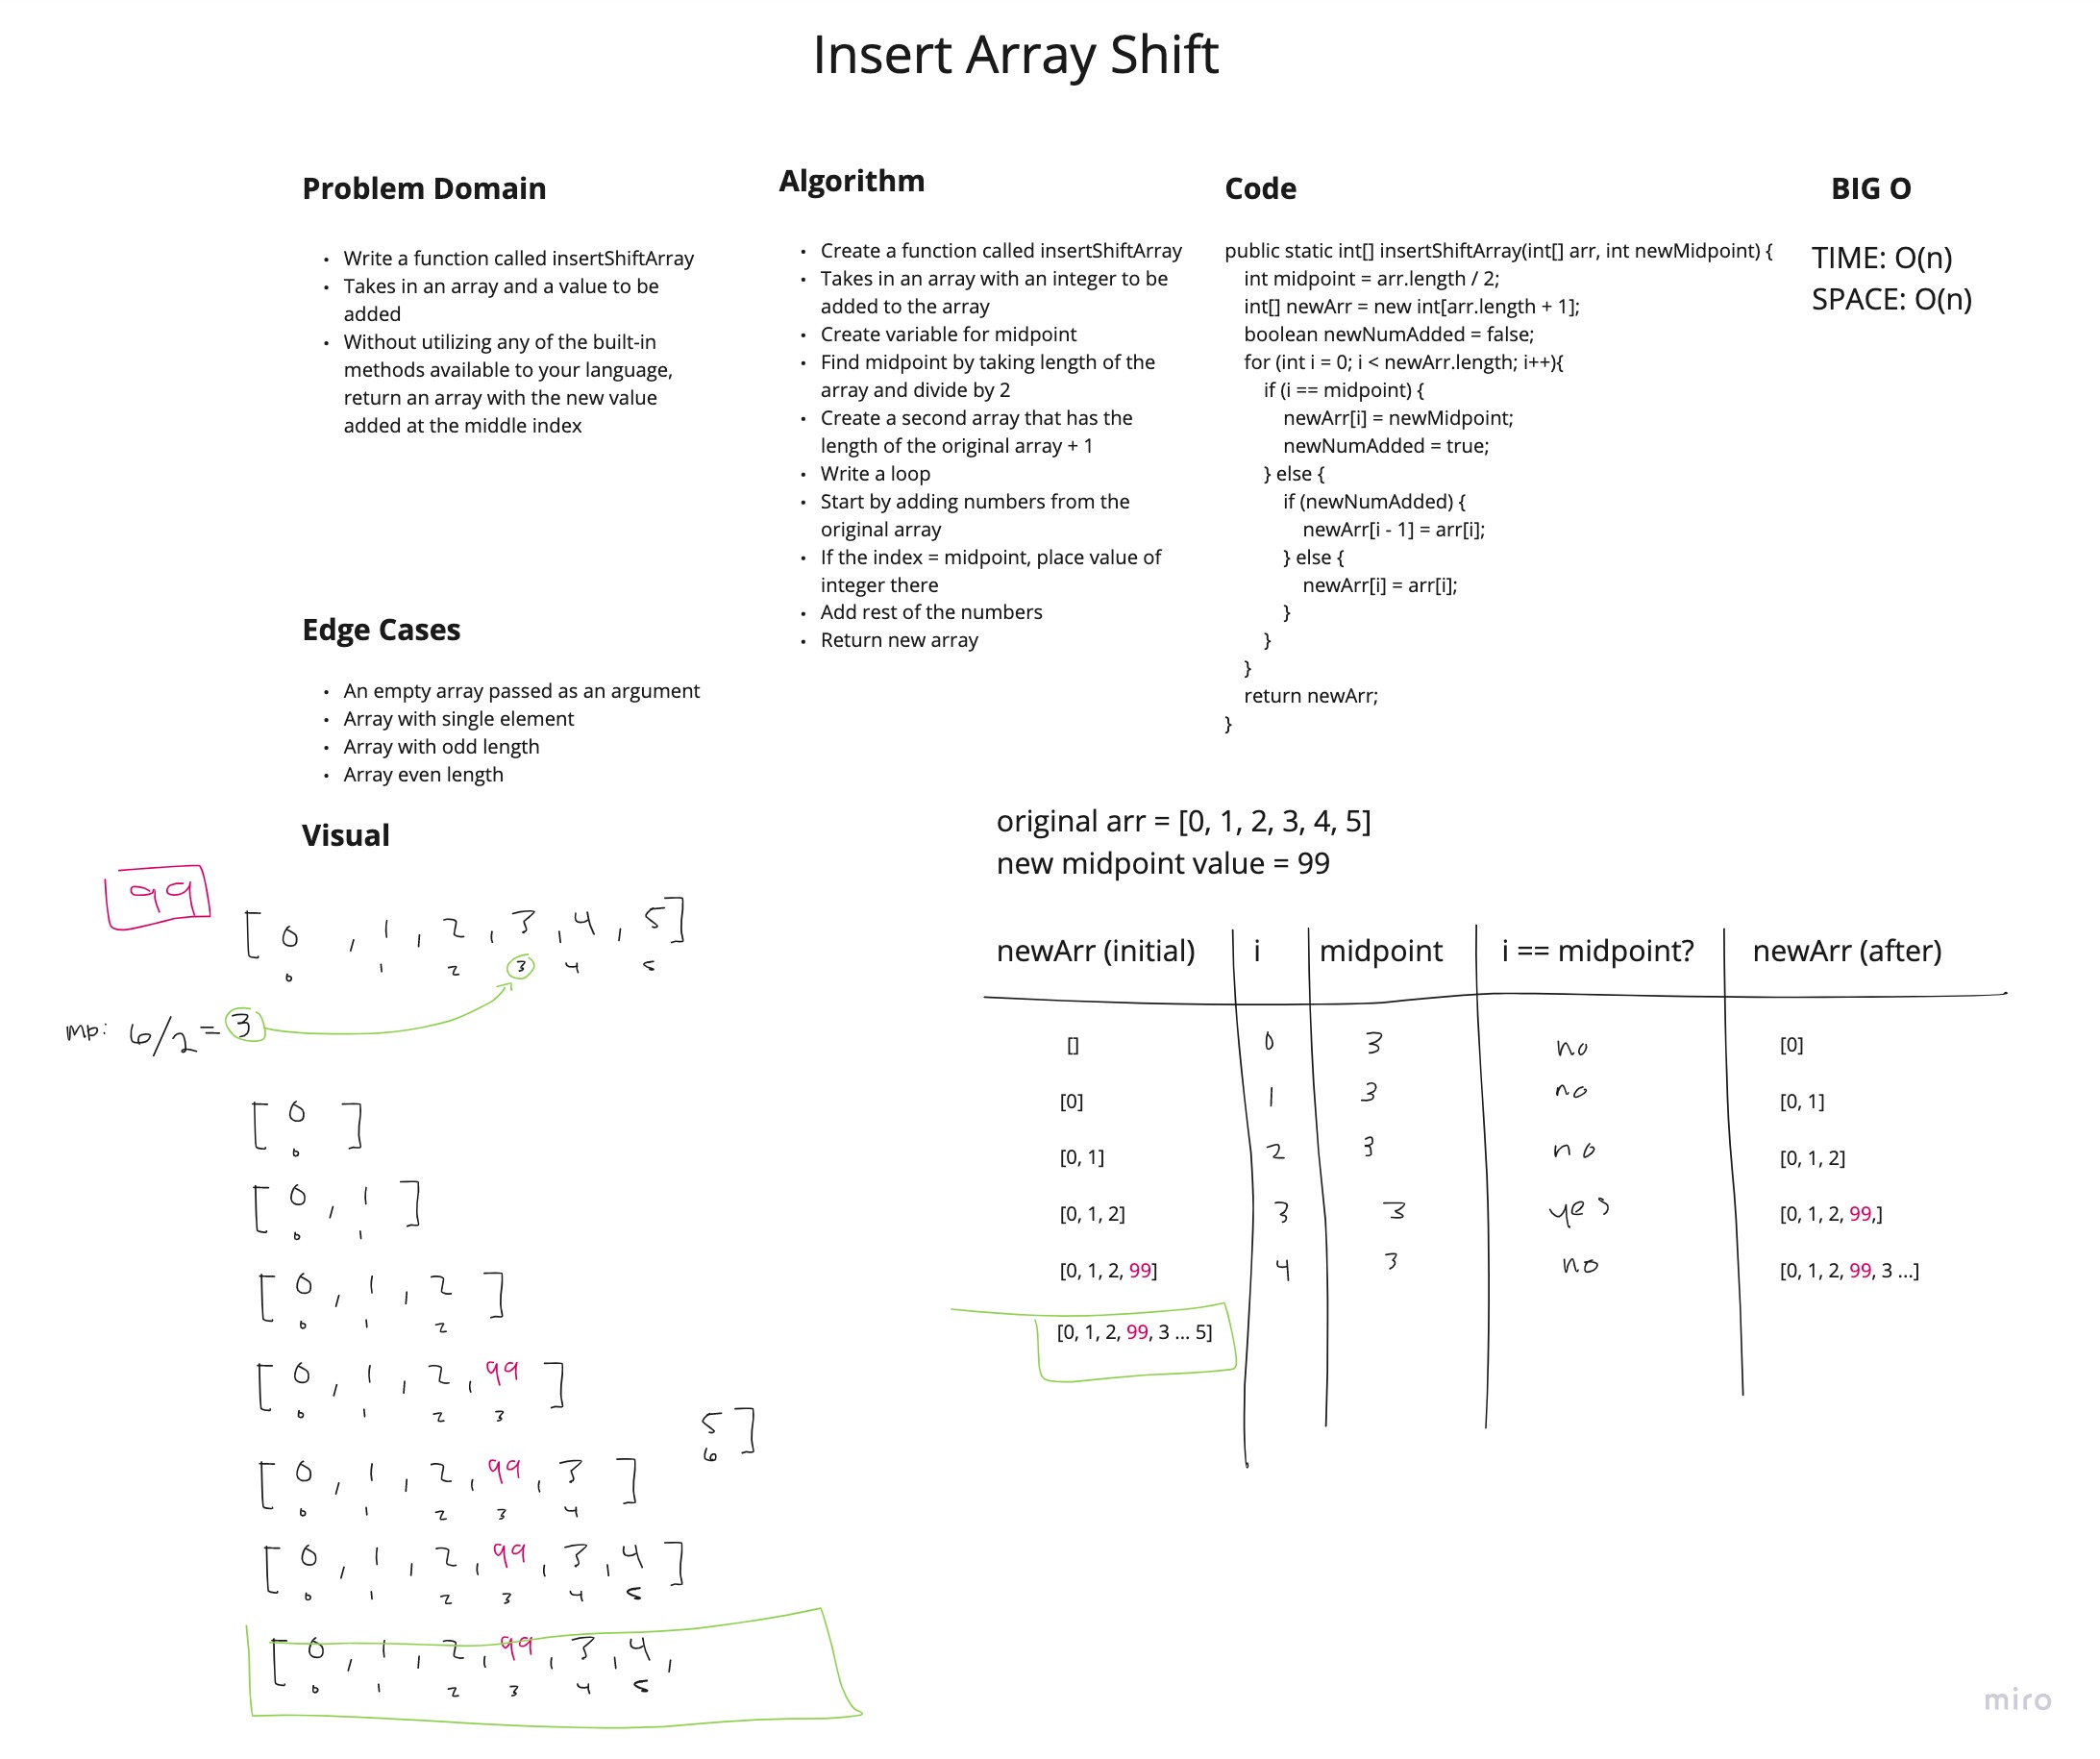 Insert Array Shift
Problem Domain
• Write a function called insertShiftArray
• Takes in an array and a value to be
added
• Without utilizing any of the built-in
methods available to your language,
return an array with the new value
added at the middle index
Edge Cases
• An empty array passed as an argument
• Array with single element
• Array with odd length
• Array even length
Algorithm
• Create a function called insertShiftArray
• Takes in an array with an integer to be
added to the array
• Create variable for midpoint
• Find midpoint by taking length of the
array and divide by 2
• Create a second array that has the
length of the original array + 1
• Write a loop
• Start by adding numbers from the
original array
• If the index = midpoint, place value of
integer there
• Add rest of the numbers
• Return new array
Code
public static int[] insertShiftArray(int[] arr, int newMidpoint) {
int midpoint = arr.length / 2;
int[] newArr = new int[arr.length + 1];
boolean newNumAdded = false;
for (int i = 0; i < newArr.length; i++){
if (i == midpoint) {
newArr[i] = newMidpoint;
newNumAdded = true;
} else {
if (newNumAdded) {
newArr[i - 1] = arr[i];
} else {
newArr[i] = arr[i];
}
}
}
return newArr;
}
BIG O
TIME: O(n)
SPACE: O(n)
Visual
99
[ 0 , 1 , 2 , 3 , 4 , 5 ]
0 1 2 3 4 5
mp: 6/2 = 3
[ 0 ]
0
[ 0 , 1 ]
0 1
[ 0 , 1 , 2 ]
0 1 2
[ 0 , 1 , 2 , 99 ]
0 1 2 3
5 ]
6
[ 0 , 1 , 2 , 99 , 3 ]
0 1 2 3 4
[ 0 , 1 , 2 , 99 , 3 , 4 ]
0 1 2 3 4 5
[ 0 , 1 , 2 , 99 , 3 , 4 ,
0 1 2 3 4 5
original arr = [0, 1, 2, 3, 4, 5]
new midpoint value = 99
newArr (initial) i midpoint i == midpoint? newArr (after)
[] 0 3 no [0]
[0] 1 3 no [0, 1]
[0, 1] 2 3 no [0, 1, 2]
[0, 1, 2] 3 3 yes [0, 1, 2, 99,]
[0, 1, 2, 99] 4 3 no [0, 1, 2, 99, 3 ...]
[0, 1, 2, 99, 3 ... 5]
miro